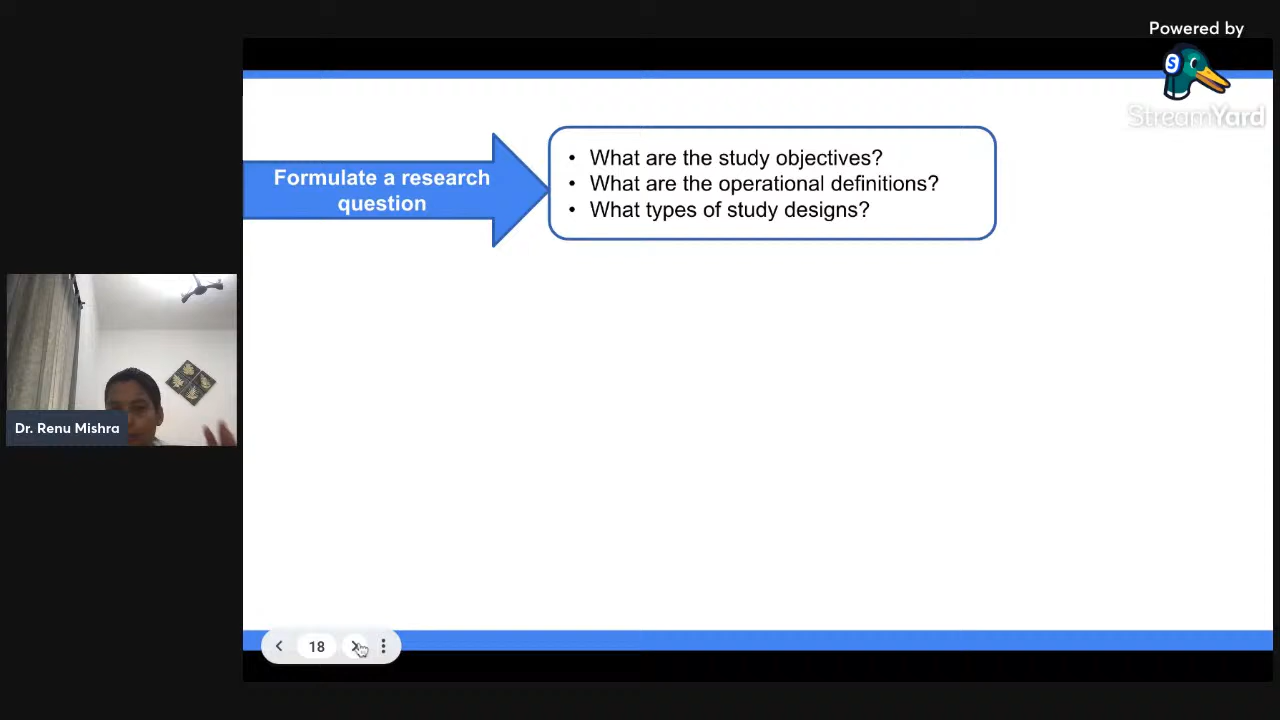 Powered by
StreamYard
Formulate a research
question
• What are the study objectives?
• What are the operational definitions?
• What types of study designs?
Dr. Renu Mishra
18